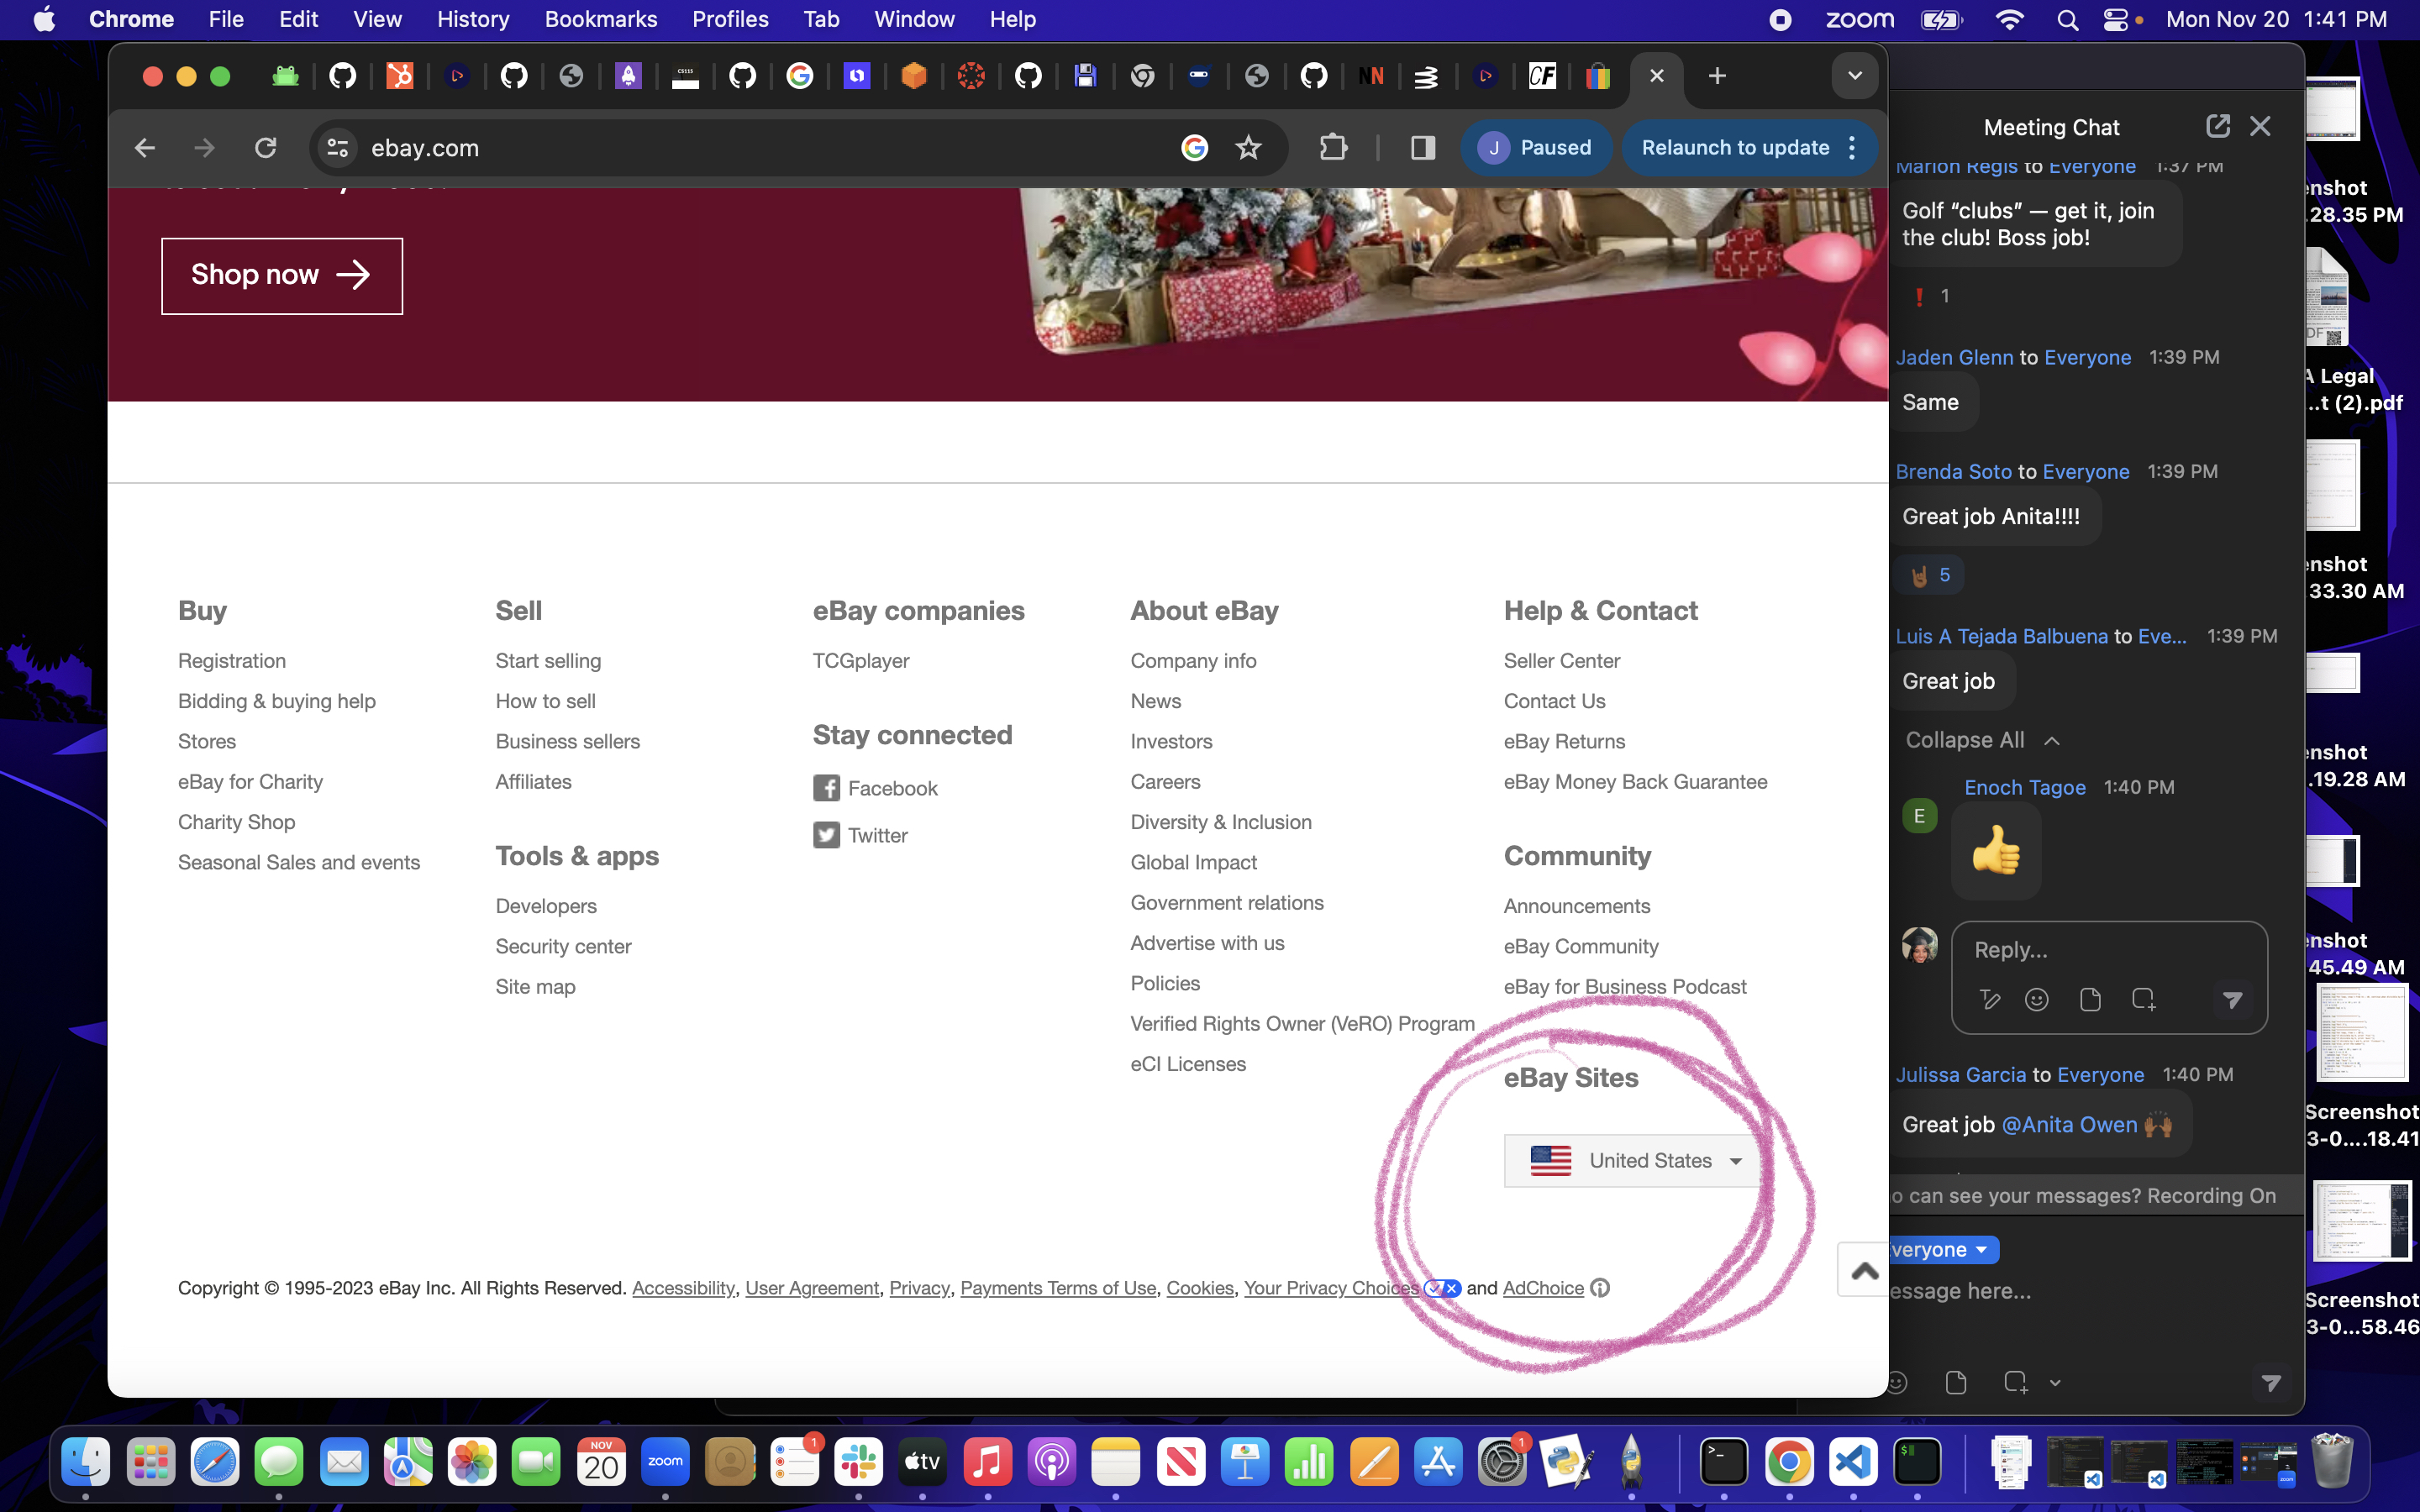 Chrome File Edit View History Bookmarks Profiles Tab Window Help zoom Mon Nov 20 1:41 PM
CS111 NN CF
ebay.com J Paused Relaunch to update
Shop now
Buy
Registration
Bidding & buying help
Stores
eBay for Charity
Charity Shop
Seasonal Sales and events
Sell
Start selling
How to sell
Business sellers
Affiliates
Tools & apps
Developers
Security center
Site map
eBay companies
TCGplayer
Stay connected
Facebook
Twitter
About eBay
Company info
News
Investors
Careers
Diversity & Inclusion
Global Impact
Government relations
Advertise with us
Policies
Verified Rights Owner (VeRO) Program
eCI Licenses
Help & Contact
Seller Center
Contact Us
eBay Returns
eBay Money Back Guarantee
Community
Announcements
eBay Community
eBay for Business Podcast
eBay Sites
United States
Copyright © 1995-2023 eBay Inc. All Rights Reserved. Accessibility, User Agreement, Privacy, Payments Terms of Use, Cookies, Your Privacy Choices and AdChoice
Meeting Chat
Marion Regis to Everyone 1:37 PM
Golf “clubs” — get it, join
the club! Boss job!
❗ 1
Jaden Glenn to Everyone 1:39 PM
Same
Brenda Soto to Everyone 1:39 PM
Great job Anita!!!!
🤘🏾 5
Luis A Tejada Balbuena to Eve... 1:39 PM
Great job
Collapse All
Enoch Tagoe 1:40 PM
E
👍
Reply...
Julissa Garcia to Everyone 1:40 PM
Great job @Anita Owen 🙌🏾
o can see your messages? Recording On
veryone
essage here...
enshot
.28.35 PM
DF
A Legal
...t (2).pdf
enshot
33.30 AM
enshot
.19.28 AM
enshot
45.49 AM
Screenshot
3-0....18.41
Screenshot
3-0...58.46
NOV
20
zoom
1
tv
1